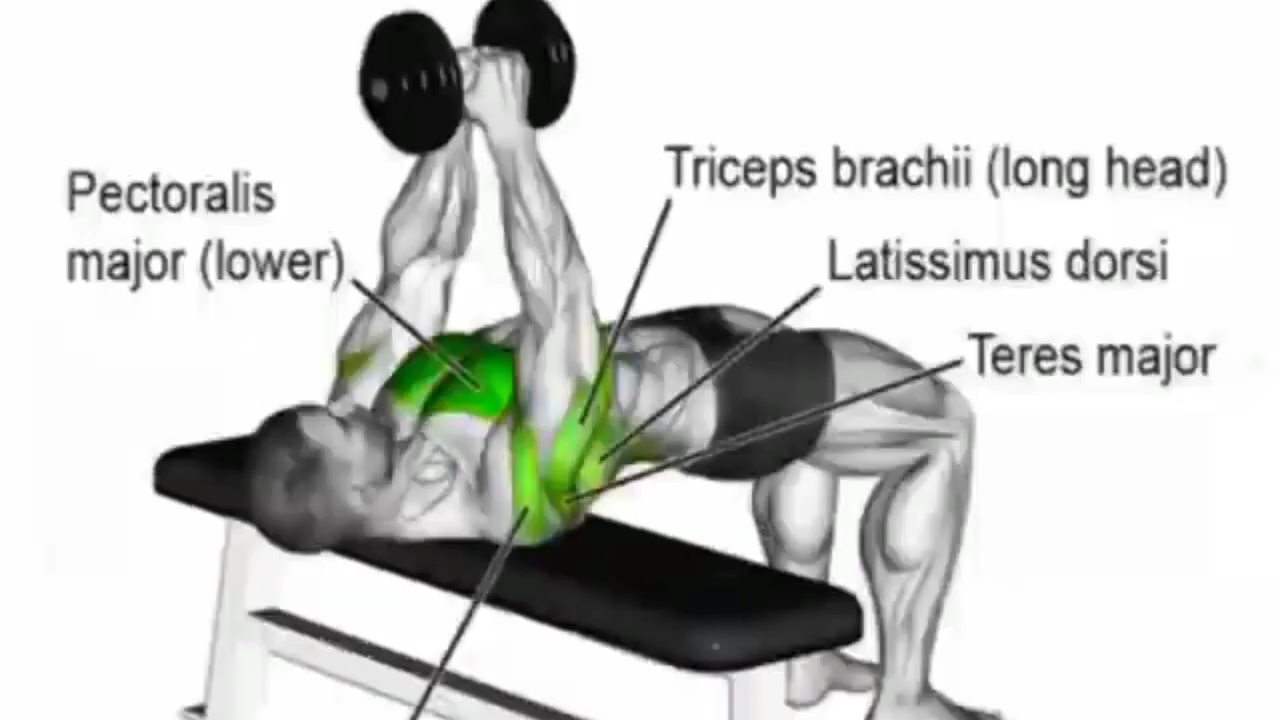 Pectoralis
major (lower)
Triceps brachii (long head)
Latissimus dorsi
Teres major